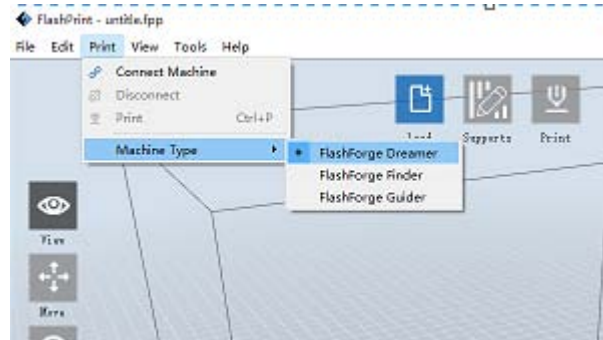 FlashPrint - untitle.fpp
File Edit Print View Tools Help
Connect Machine
Disconnect
Print Ctrl+P
Machine Type
FlashForge Dreamer
FlashForge Finder
FlashForge Guider
Load Supports Print
View
Move